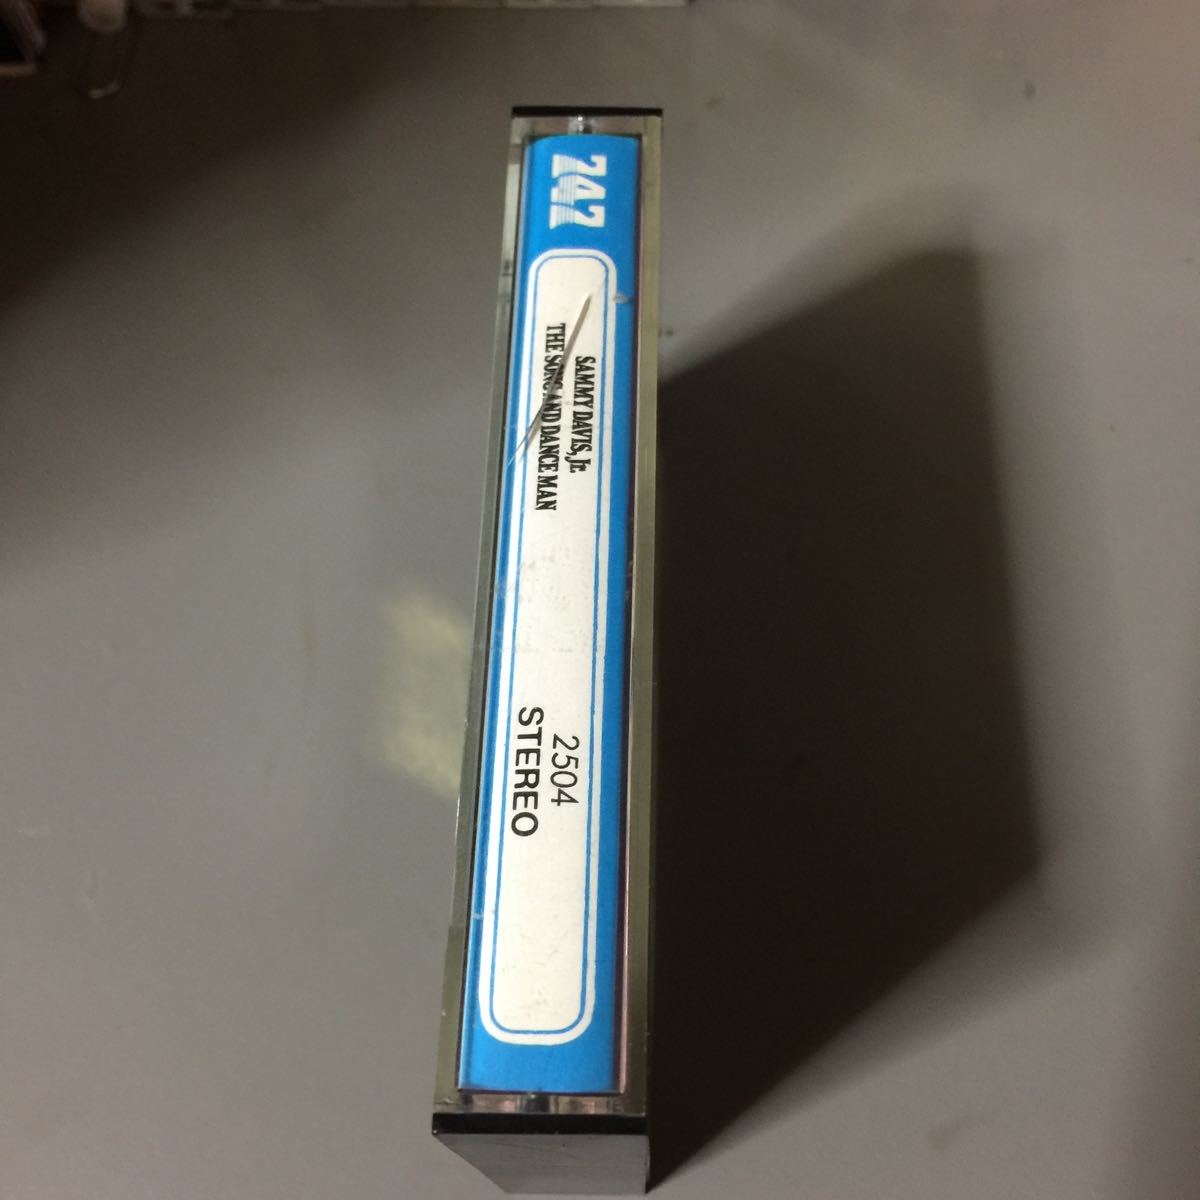 747
SAMMY DAVIS, Jr.
THE SONG AND DANCE MAN
2504
STEREO